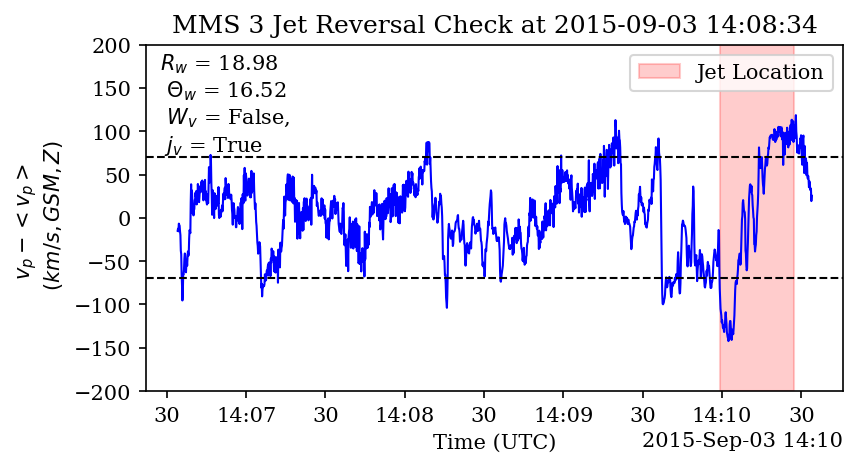 MMS 3 Jet Reversal Check at 2015-09-03 14:08:34
R_w = 18.98
Θ_w = 16.52
W_v = False,
j_v = True
Jet Location
v_p − <v_p>
(km/s, GSM, Z)
200
150
100
50
0
−50
−100
−150
−200
30 14:07 30 14:08 30 14:09 30 14:10 30
Time (UTC)
2015-Sep-03 14:10